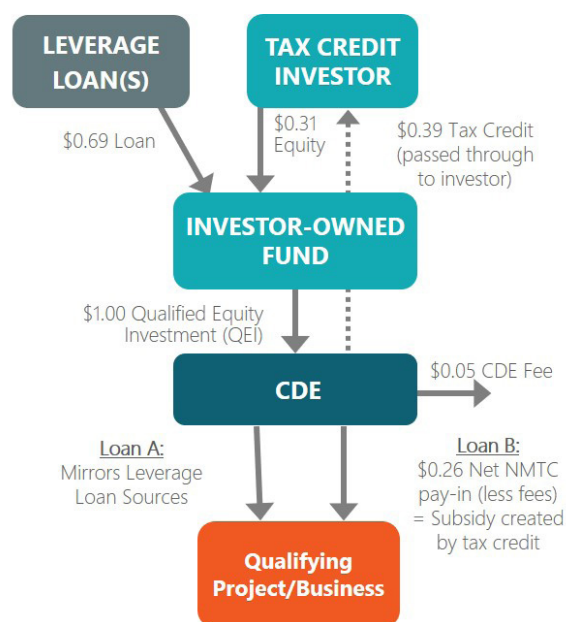 LEVERAGE
LOAN(S)
TAX CREDIT
INVESTOR
$0.69 Loan
$0.31
Equity
$0.39 Tax Credit
(passed through
to investor)
INVESTOR-OWNED
FUND
$1.00 Qualified Equity
Investment (QEI)
CDE
$0.05 CDE Fee
Loan A:
Mirrors Leverage
Loan Sources
Loan B:
$0.26 Net NMTC
pay-in (less fees)
= Subsidy created
by tax credit
Qualifying
Project/Business